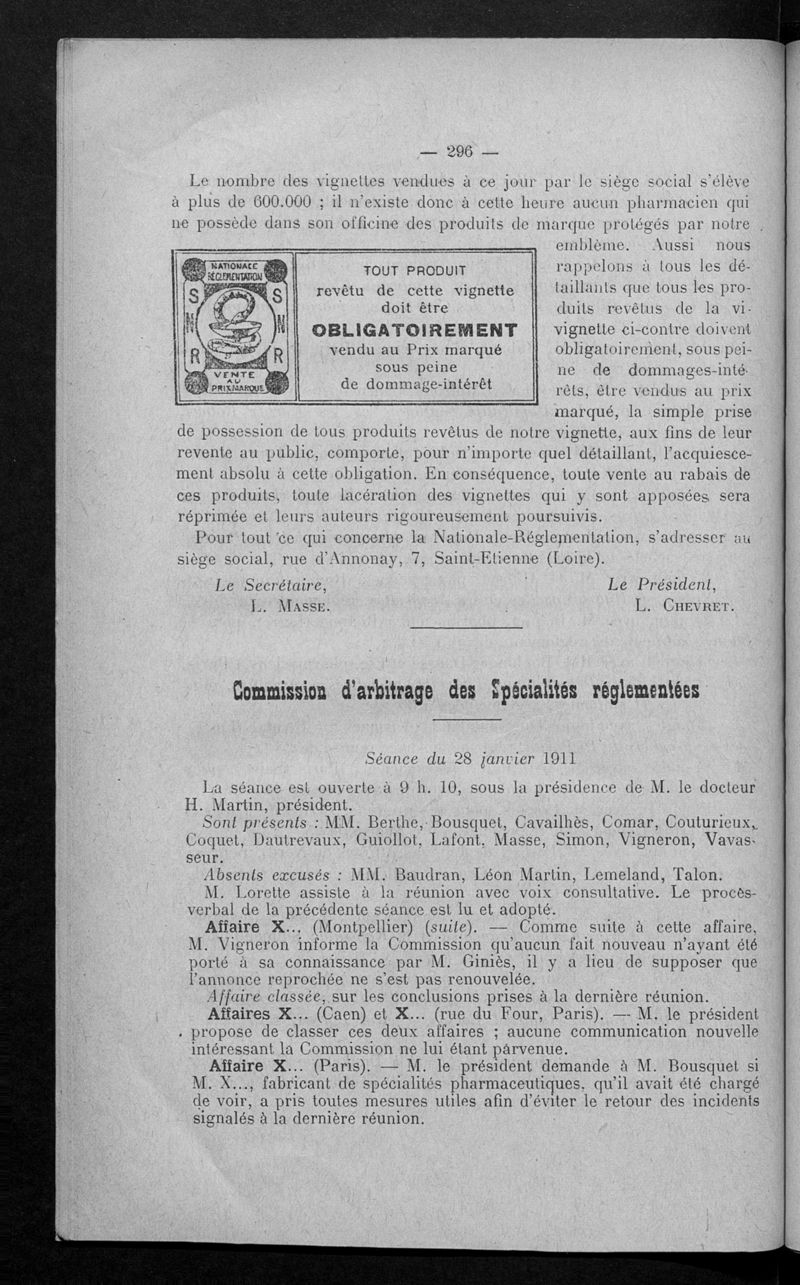 — 296 —
Le nombre des vignettes vendues à ce jour par le siège social s'élève
à plus de 600.000 ; il n'existe donc à cette heure aucun pharmacien qui
ne possède dans son officine des produits de marque protégés par notre
emblème. Aussi nous
rappelons à tous les dé-
taillants que tous les pro-
duits revêtus de la vi-
vignette ci-contre doivent
obligatoirement, sous pei-
ne de dommages-inté-
rêts, être vendus au prix
marqué, la simple prise
NATIONALE
RÉGLEMENTATION
S S
N N
R R
VENTE
AU
PRIX MARQUÉ
TOUT PRODUIT
revêtu de cette vignette
doit être
OBLIGATOIREMENT
vendu au Prix marqué
sous peine
de dommage-intérêt
de possession de tous produits revêtus de notre vignette, aux fins de leur
revente au public, comporte, pour n'importe quel détaillant, l'acquiesce-
ment absolu à cette obligation. En conséquence, toute vente au rabais de
ces produits, toute lacération des vignettes qui y sont apposées sera
réprimée et leurs auteurs rigoureusement poursuivis.
Pour tout ce qui concerne la Nationale-Réglementation, s'adresser au
siège social, rue d'Annonay, 7, Saint-Etienne (Loire).
Le Secrétaire, Le Président,
L. MASSE. L. CHEVRET.
Commission d'arbitrage des Spécialités réglementées
Séance du 28 janvier 1911
La séance est ouverte à 9 h. 10, sous la présidence de M. le docteur
H. Martin, président.
Sont présents : MM. Berthe, Bousquet, Cavailhès, Comar, Couturieux,
Coquet, Dautrevaux, Guiollot, Lafont, Masse, Simon, Vigneron, Vavas-
seur.
Absents excusés : MM. Baudran, Léon Martin, Lemeland, Talon.
M. Lorette assiste à la réunion avec voix consultative. Le procès-
verbal de la précédente séance est lu et adopté.
Affaire X... (Montpellier) (suite). — Comme suite à cette affaire,
M. Vigneron informe la Commission qu'aucun fait nouveau n'ayant été
porté à sa connaissance par M. Giniès, il y a lieu de supposer que
l'annonce reprochée ne s'est pas renouvelée.
Affaire classée, sur les conclusions prises à la dernière réunion.
Affaires X... (Caen) et X... (rue du Four, Paris). — M. le président
propose de classer ces deux affaires ; aucune communication nouvelle
intéressant la Commission ne lui étant parvenue.
Affaire X... (Paris). — M. le président demande à M. Bousquet si
M. X..., fabricant de spécialités pharmaceutiques, qu'il avait été chargé
de voir, a pris toutes mesures utiles afin d'éviter le retour des incidents
signalés à la dernière réunion.